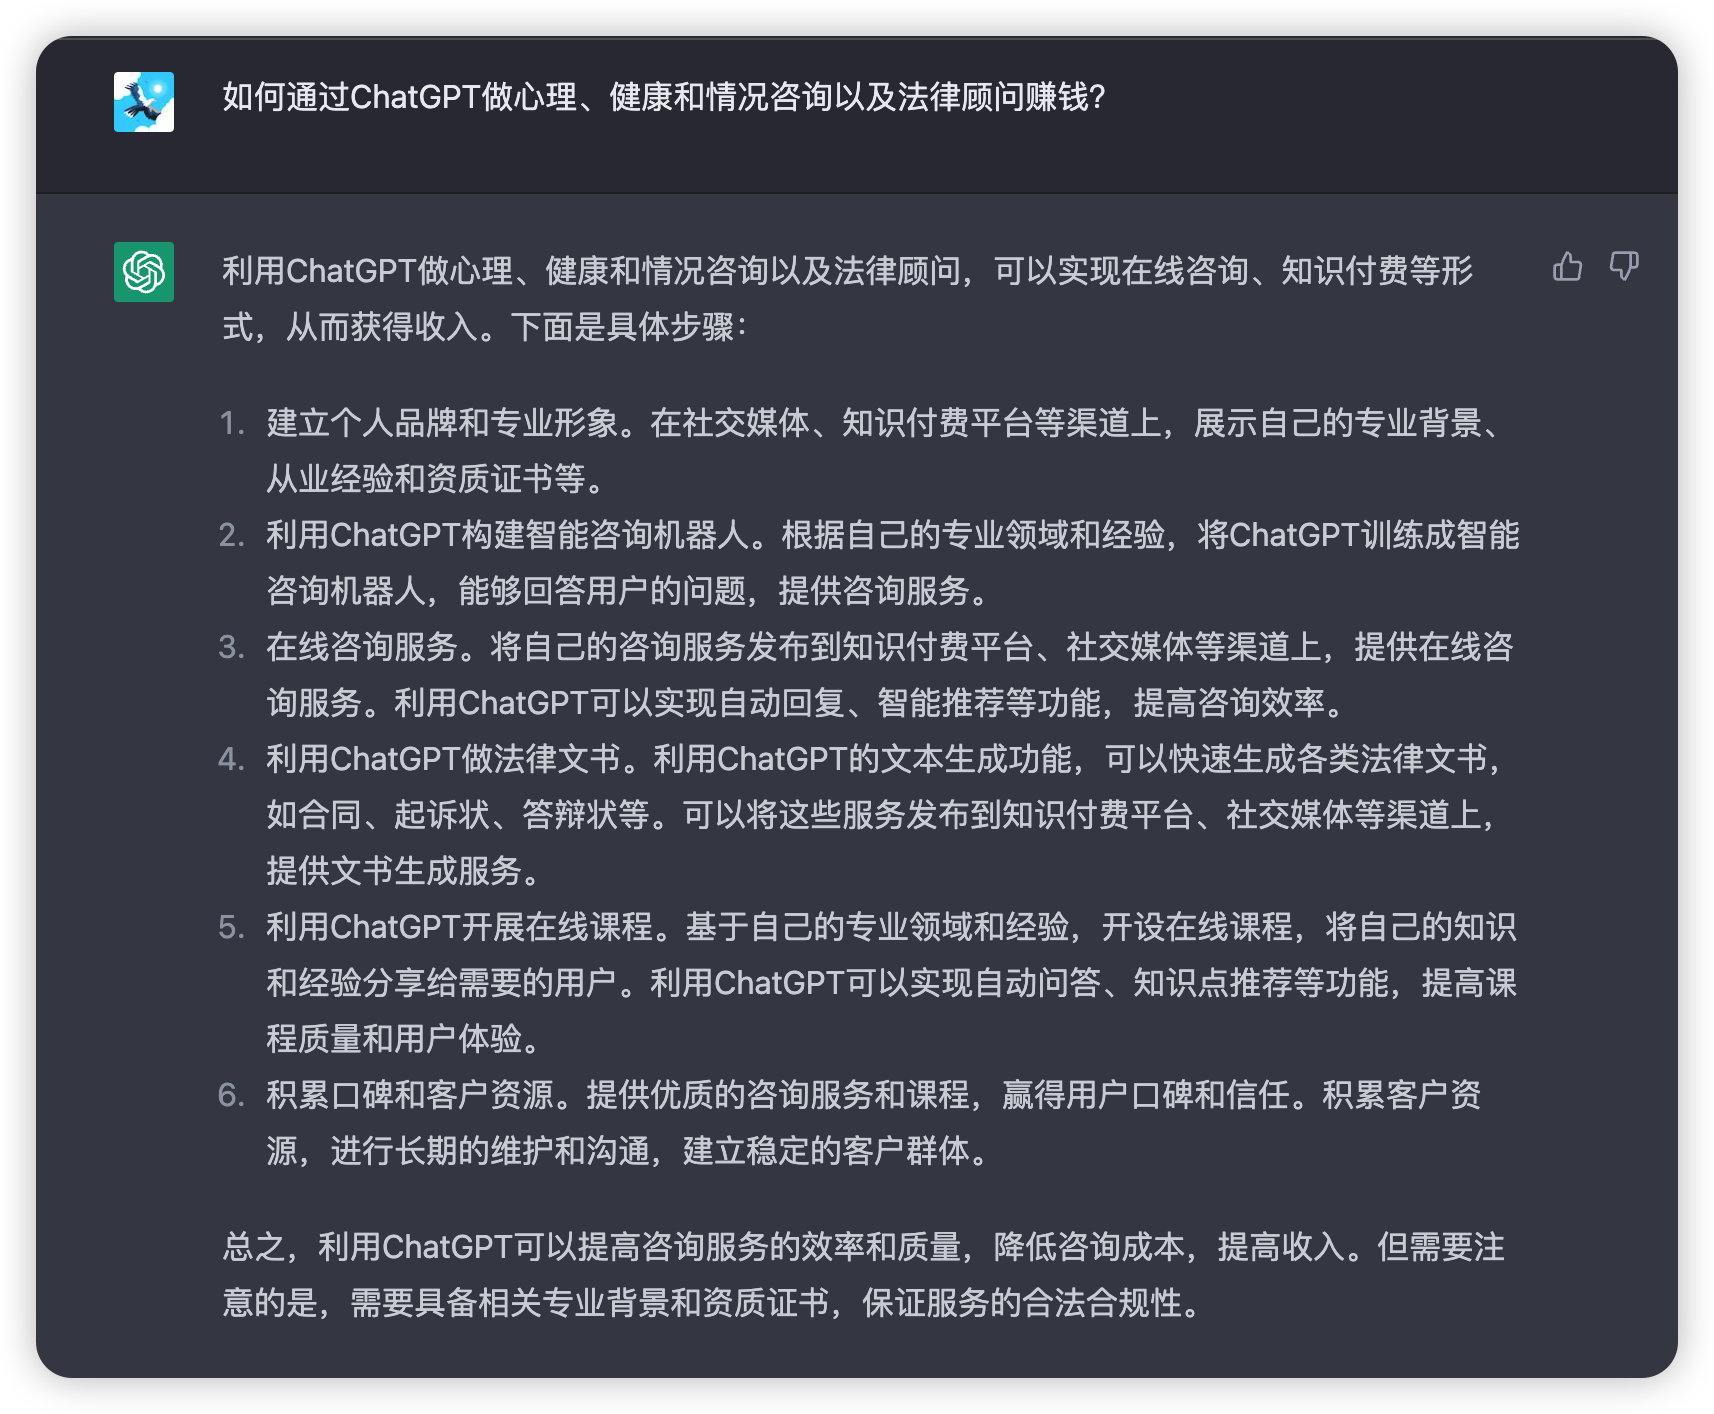 如何通过ChatGPT做心理、健康和情况咨询以及法律顾问赚钱？
利用ChatGPT做心理、健康和情况咨询以及法律顾问，可以实现在线咨询、知识付费等形
式，从而获得收入。下面是具体步骤：
1. 建立个人品牌和专业形象。在社交媒体、知识付费平台等渠道上，展示自己的专业背景、
从业经验和资质证书等。
2. 利用ChatGPT构建智能咨询机器人。根据自己的专业领域和经验，将ChatGPT训练成智能
咨询机器人，能够回答用户的问题，提供咨询服务。
3. 在线咨询服务。将自己的咨询服务发布到知识付费平台、社交媒体等渠道上，提供在线咨
询服务。利用ChatGPT可以实现自动回复、智能推荐等功能，提高咨询效率。
4. 利用ChatGPT做法律文书。利用ChatGPT的文本生成功能，可以快速生成各类法律文书，
如合同、起诉状、答辩状等。可以将这些服务发布到知识付费平台、社交媒体等渠道上，
提供文书生成服务。
5. 利用ChatGPT开展在线课程。基于自己的专业领域和经验，开设在线课程，将自己的知识
和经验分享给需要的用户。利用ChatGPT可以实现自动问答、知识点推荐等功能，提高课
程质量和用户体验。
6. 积累口碑和客户资源。提供优质的咨询服务和课程，赢得用户口碑和信任。积累客户资
源，进行长期的维护和沟通，建立稳定的客户群体。
总之，利用ChatGPT可以提高咨询服务的效率和质量，降低咨询成本，提高收入。但需要注
意的是，需要具备相关专业背景和资质证书，保证服务的合法合规性。